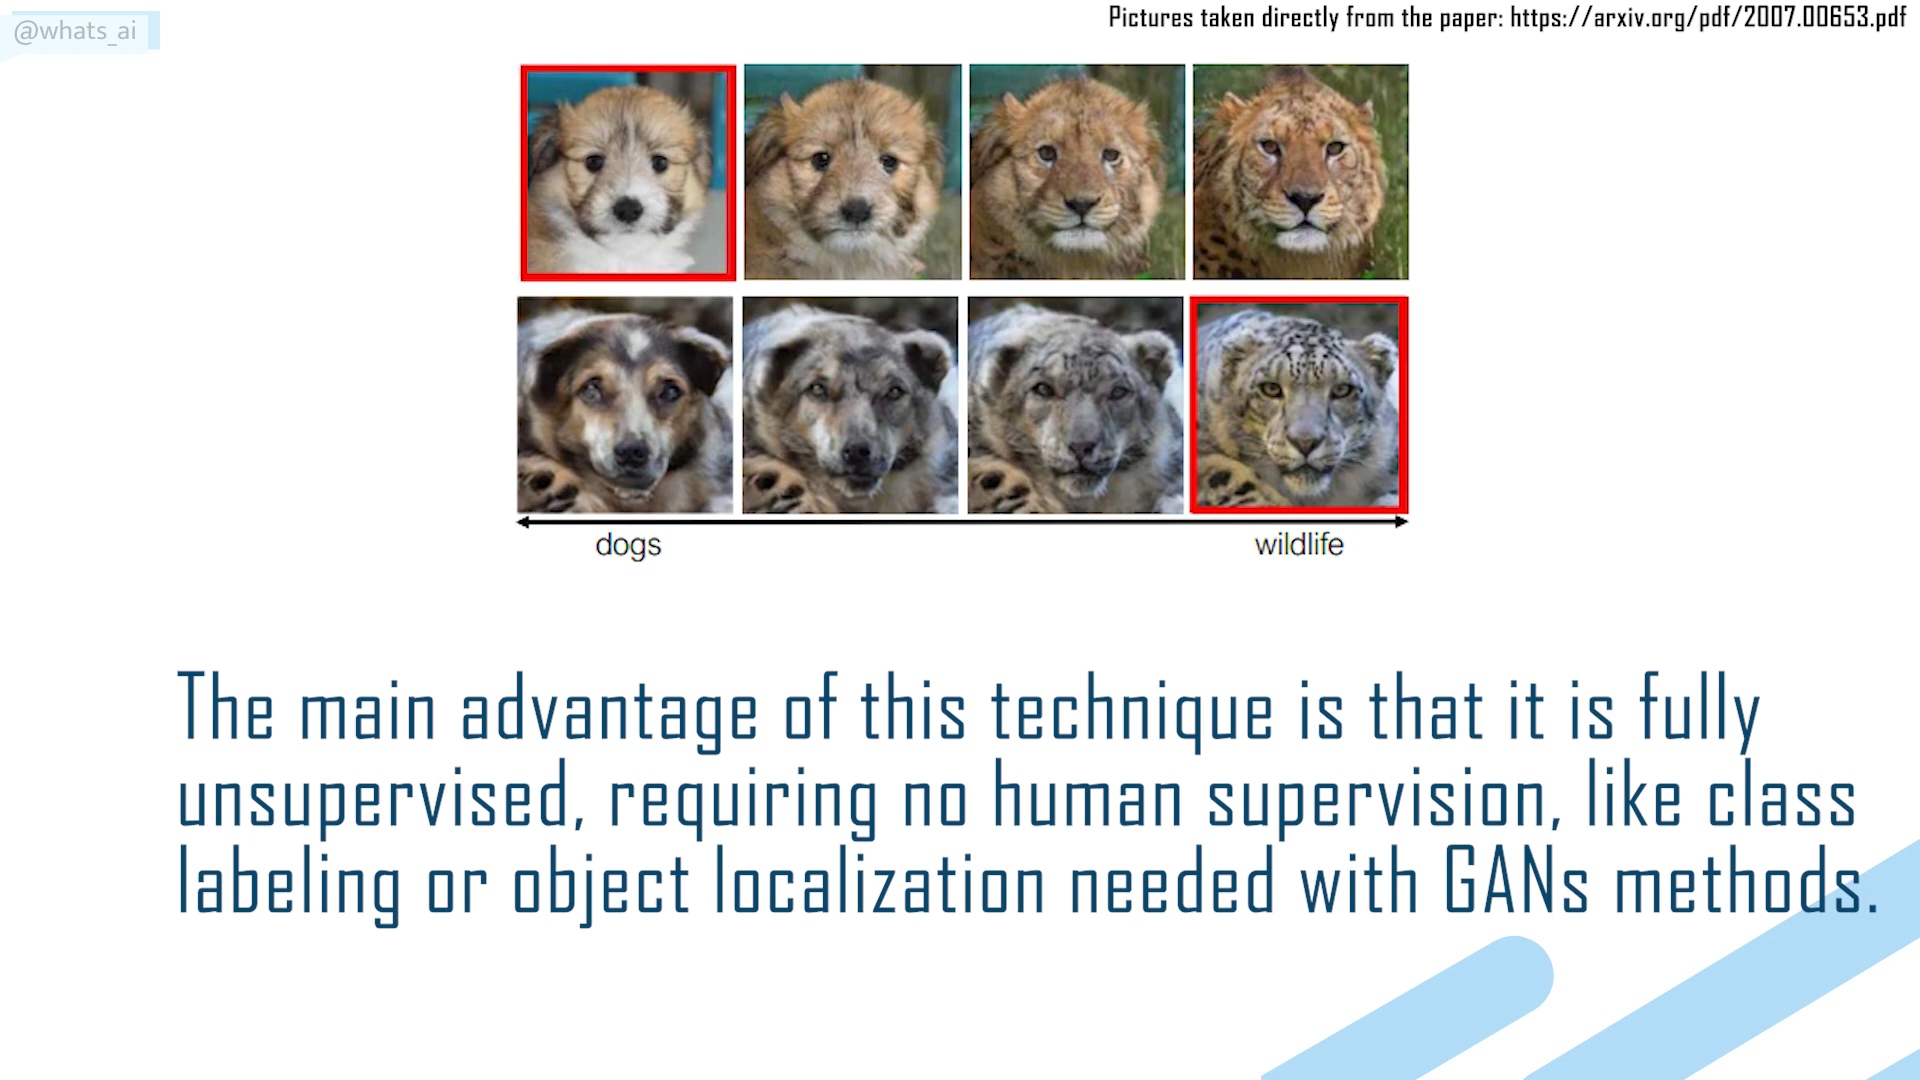 @whats_ai
Pictures taken directly from the paper: https://arxiv.org/pdf/2007.00653.pdf
dogs
wildlife
The main advantage of this technique is that it is fully
unsupervised, requiring no human supervision, like class
labeling or object localization needed with GANs methods.